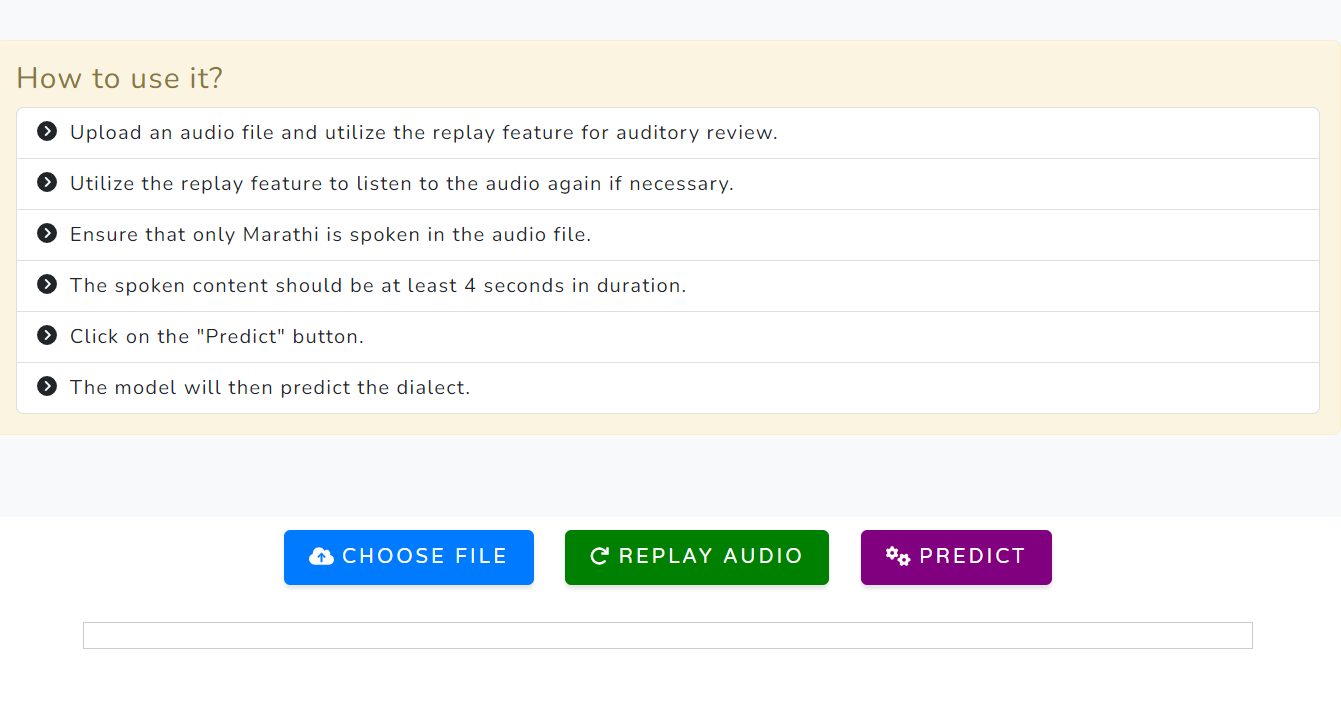 How to use it?
Upload an audio file and utilize the replay feature for auditory review.
Utilize the replay feature to listen to the audio again if necessary.
Ensure that only Marathi is spoken in the audio file.
The spoken content should be at least 4 seconds in duration.
Click on the "Predict" button.
The model will then predict the dialect.
CHOOSE FILE
REPLAY AUDIO
PREDICT